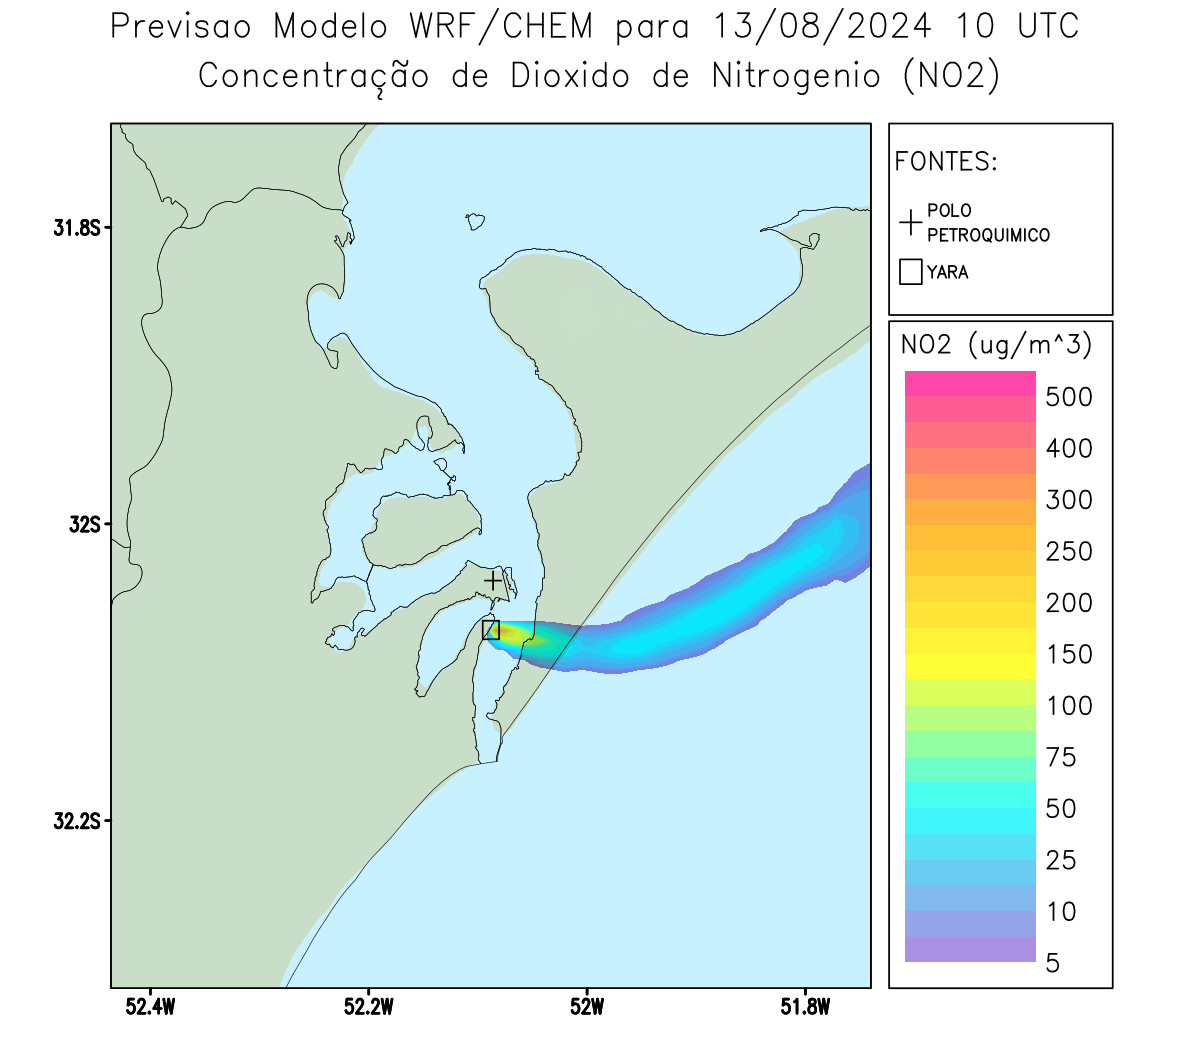 Previsao Modelo WRF/CHEM para 13/08/2024 10 UTC
Concentração de Dioxido de Nitrogenio (NO2)
FONTES:
POLO
PETROQUIMICO
YARA
NO2 (ug/m^3)
500
400
300
250
200
150
100
75
50
25
10
5
31.8S
32S
32.2S
52.4W
52.2W
52W
51.8W